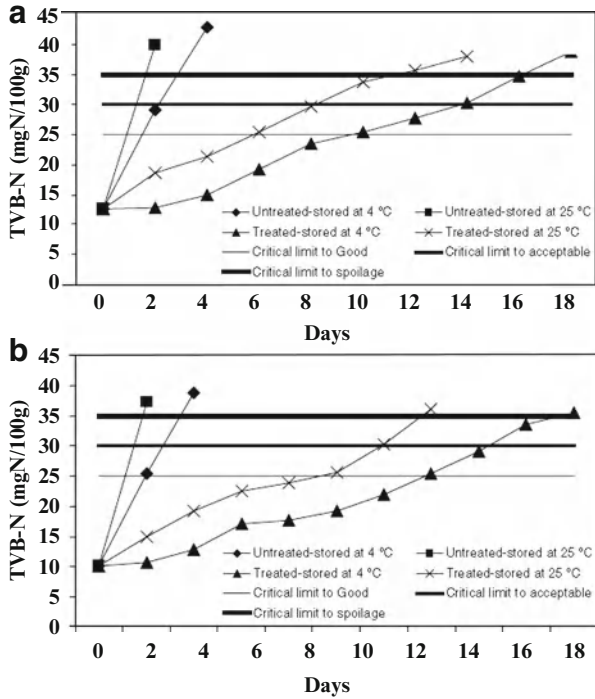 a
TVB-N (mgN/100g)
45
40
35
30
25
20
15
10
5
0
Untreated-stored at 4 °C
Untreated-stored at 25 °C
Treated-stored at 4 °C
Treated-stored at 25 °C
Critical limit to Good
Critical limit to acceptable
Critical limit to spoilage
0 2 4 6 8 10 12 14 16 18
Days
b
TVB-N (mgN/100g)
45
40
35
30
25
20
15
10
5
0
Untreated-stored at 4 °C
Untreated-stored at 25 °C
Treated-stored at 4 °C
Treated-stored at 25 °C
Critical limit to Good
Critical limit to acceptable
Critical limit to spoilage
0 2 4 6 8 10 12 14 16 18
Days